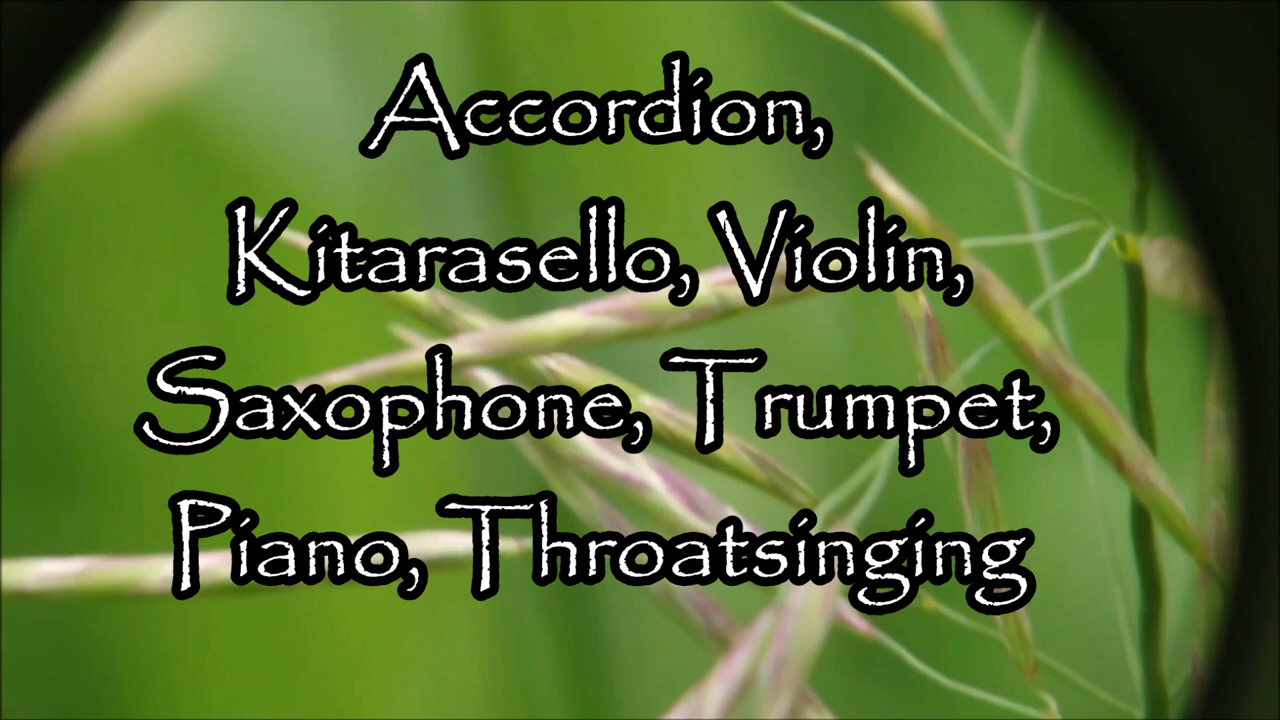 Accordion,
Kitarasello, Violin,
Saxophone, Trumpet,
Piano, Throatsinging